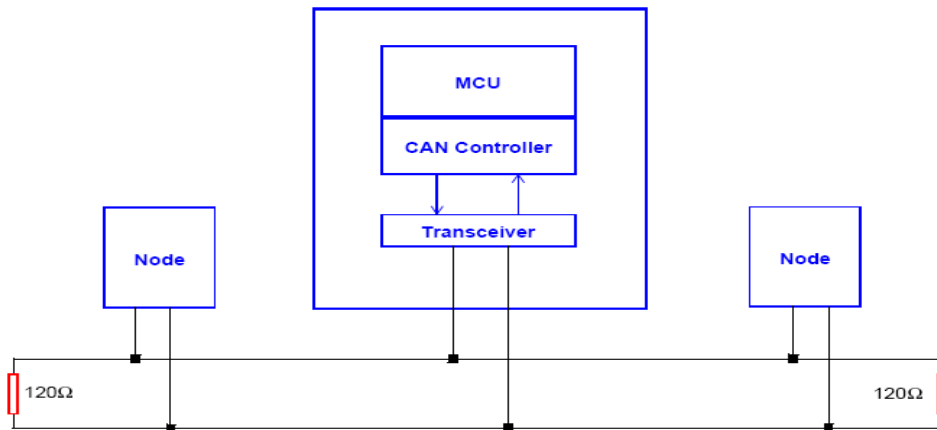 MCU
CAN Controller
Transceiver
Node
Node
120Ω
120Ω